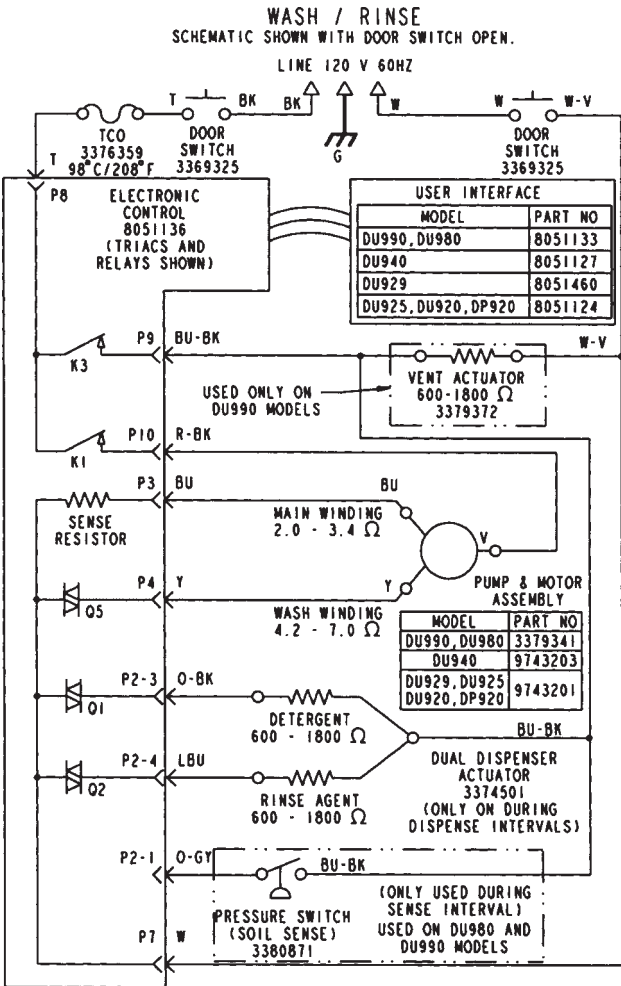 WASH / RINSE
SCHEMATIC SHOWN WITH DOOR SWITCH OPEN.
LINE 120 V 60HZ
T BK BK W W W-V
TCO
3376359
98°C/208°F
DOOR
SWITCH
3369325
G
DOOR
SWITCH
3369325
T
P8
ELECTRONIC
CONTROL
8051136
(TRIACS AND
RELAYS SHOWN)
USER INTERFACE
MODEL PART NO
DU990,DU980 8051133
DU940 8051127
DU929 8051460
DU925,DU920,DP920 8051124
K3
P9 BU-BK
W-V
USED ONLY ON
DU990 MODELS
VENT ACTUATOR
600-1800 Ω
3379372
K1
P10 R-BK
P3 BU
BU
SENSE
RESISTOR
MAIN WINDING
2.0 - 3.4 Ω
V
P4 Y
Y
Q5
WASH WINDING
4.2 - 7.0 Ω
PUMP & MOTOR
ASSEMBLY
MODEL PART NO
DU990,DU980 3379341
DU940 9743203
DU929,DU925
DU920,DP920 9743201
P2-3 O-BK
Q1
DETERGENT
600 - 1800 Ω
BU-BK
P2-4 LBU
Q2
RINSE AGENT
600 - 1800 Ω
DUAL DISPENSER
ACTUATOR
3374501
(ONLY ON DURING
DISPENSE INTERVALS)
P2-1 O-GY
BU-BK
PRESSURE SWITCH
(SOIL SENSE)
3380871
(ONLY USED DURING
SENSE INTERVAL)
USED ON DU980 AND
DU990 MODELS
P7 W